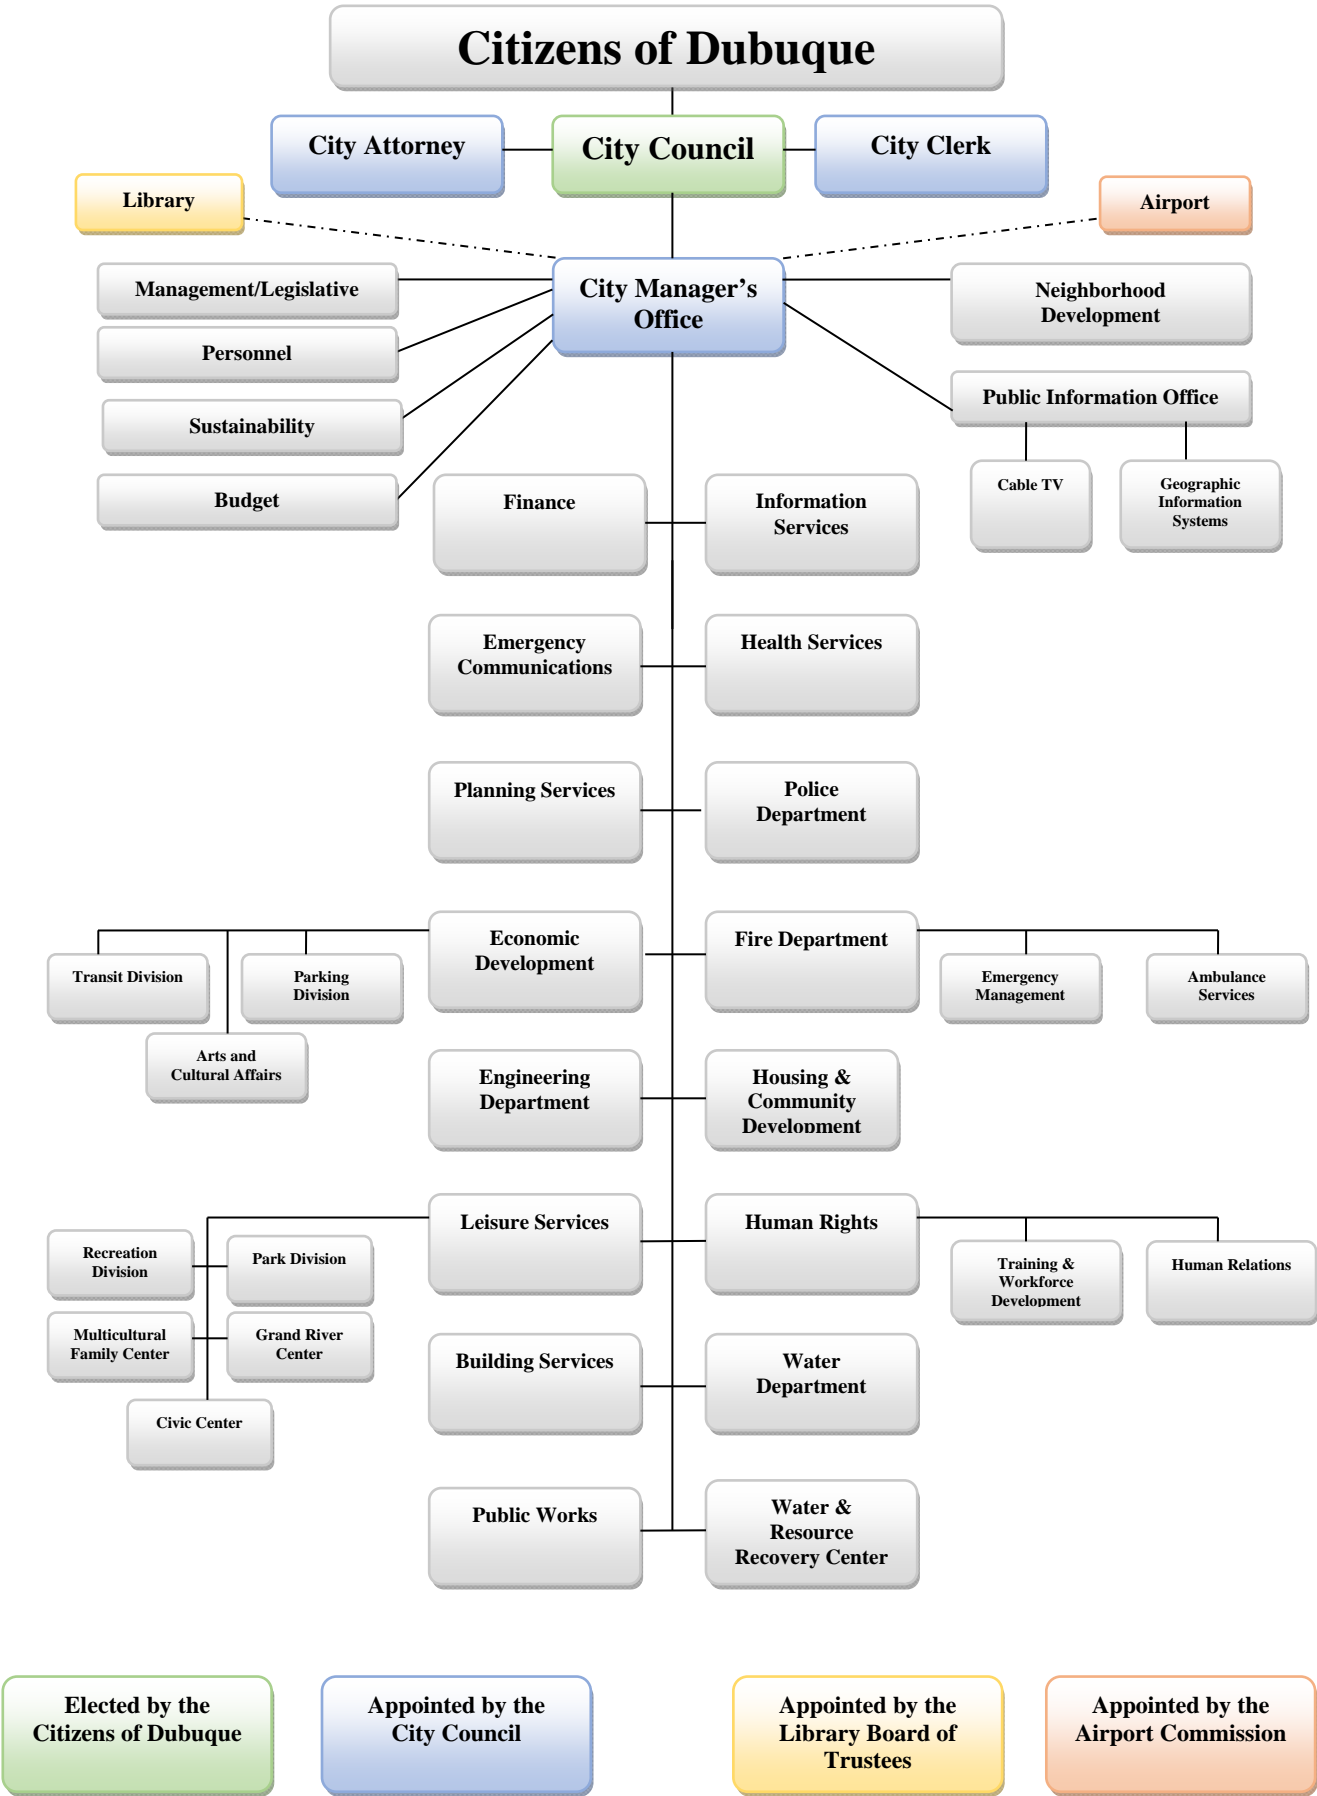 Citizens of Dubuque
City Attorney
City Council
City Clerk
Library
Airport
City Manager's
Office
Management/Legislative
Personnel
Sustainability
Budget
Neighborhood
Development
Public Information Office
Cable TV
Geographic
Information
Systems
Finance
Information
Services
Emergency
Communications
Health Services
Planning Services
Police
Department
Economic
Development
Fire Department
Transit Division
Parking
Division
Arts and
Cultural Affairs
Emergency
Management
Ambulance
Services
Engineering
Department
Housing &
Community
Development
Leisure Services
Human Rights
Recreation
Division
Park Division
Multicultural
Family Center
Grand River
Center
Civic Center
Training &
Workforce
Development
Human Relations
Building Services
Water
Department
Public Works
Water &
Resource
Recovery Center
Elected by the
Citizens of Dubuque
Appointed by the
City Council
Appointed by the
Library Board of
Trustees
Appointed by the
Airport Commission